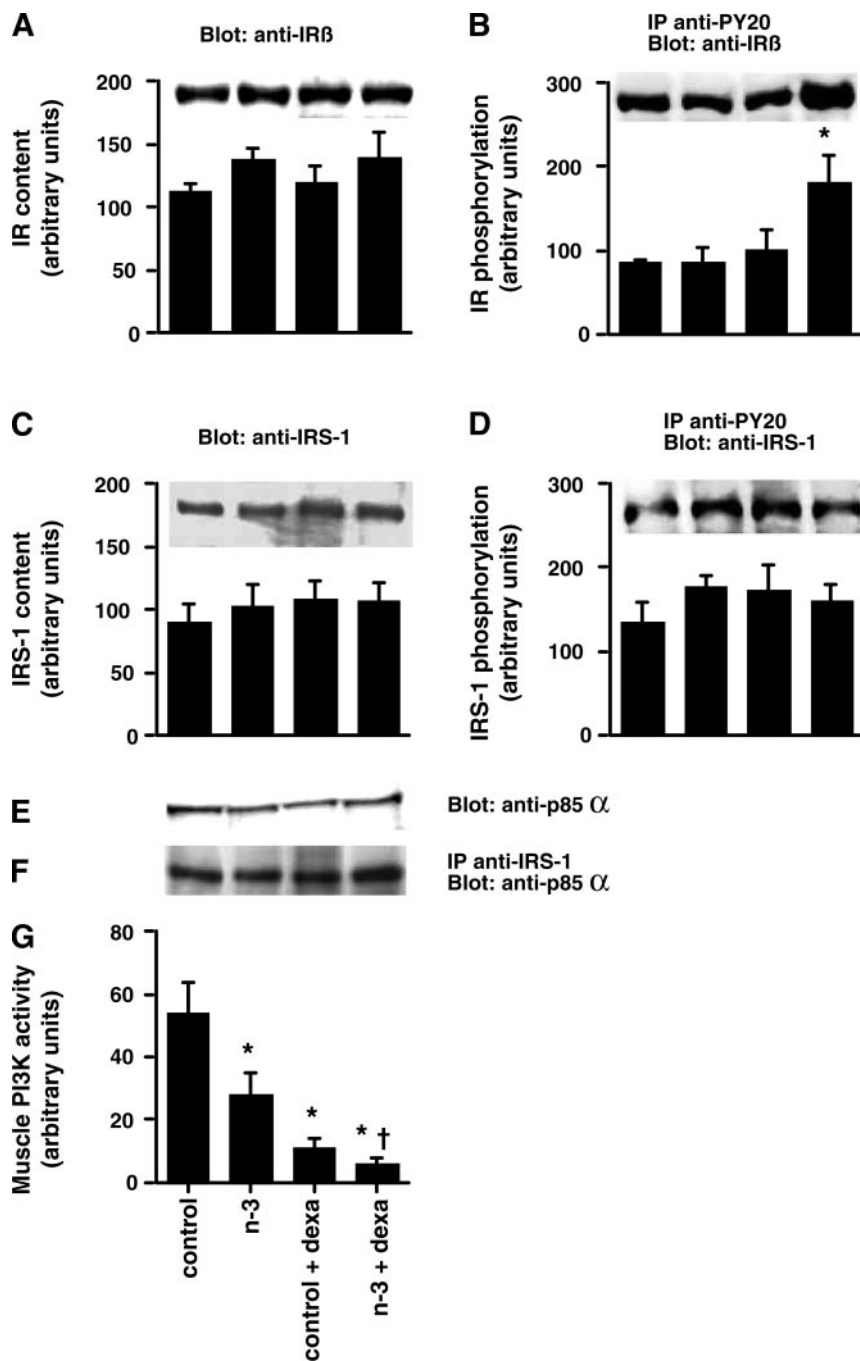 A
Blot: anti-IRß
IR content
(arbitrary units)
200
150
100
50
0
B
IP anti-PY20
Blot: anti-IRß
IR phosphorylation
(arbitrary units)
300
200
100
0
*
C
Blot: anti-IRS-1
IRS-1 content
(arbitrary units)
200
150
100
50
0
D
IP anti-PY20
Blot: anti-IRS-1
IRS-1 phosphorylation
(arbitrary units)
300
200
100
0
E
Blot: anti-p85 α
F
IP anti-IRS-1
Blot: anti-p85 α
G
Muscle PI3K activity
(arbitrary units)
80
60
40
20
0
*
*
* †
control
n-3
control + dexa
n-3 + dexa